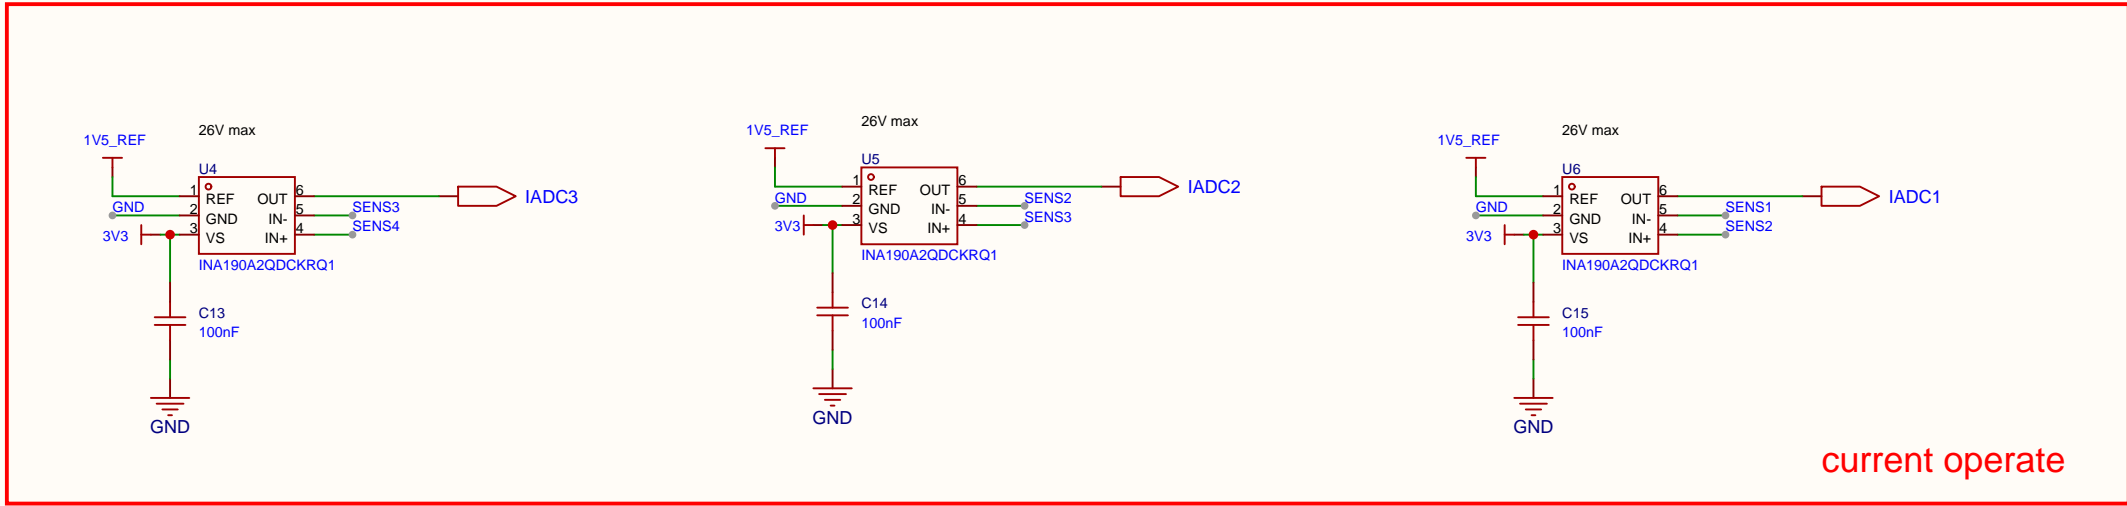 26V max
1V5_REF
U4
1 REF OUT 6
GND 2 GND IN- 5 SENS3
3V3 3 VS IN+ 4 SENS4
INA190A2QDCKRQ1
IADC3
C13
100nF
GND
26V max
1V5_REF
U5
1 REF OUT 6
GND 2 GND IN- 5 SENS2
3V3 3 VS IN+ 4 SENS3
INA190A2QDCKRQ1
IADC2
C14
100nF
GND
26V max
1V5_REF
U6
1 REF OUT 6
GND 2 GND IN- 5 SENS1
3V3 3 VS IN+ 4 SENS2
INA190A2QDCKRQ1
IADC1
C15
100nF
GND
current operate